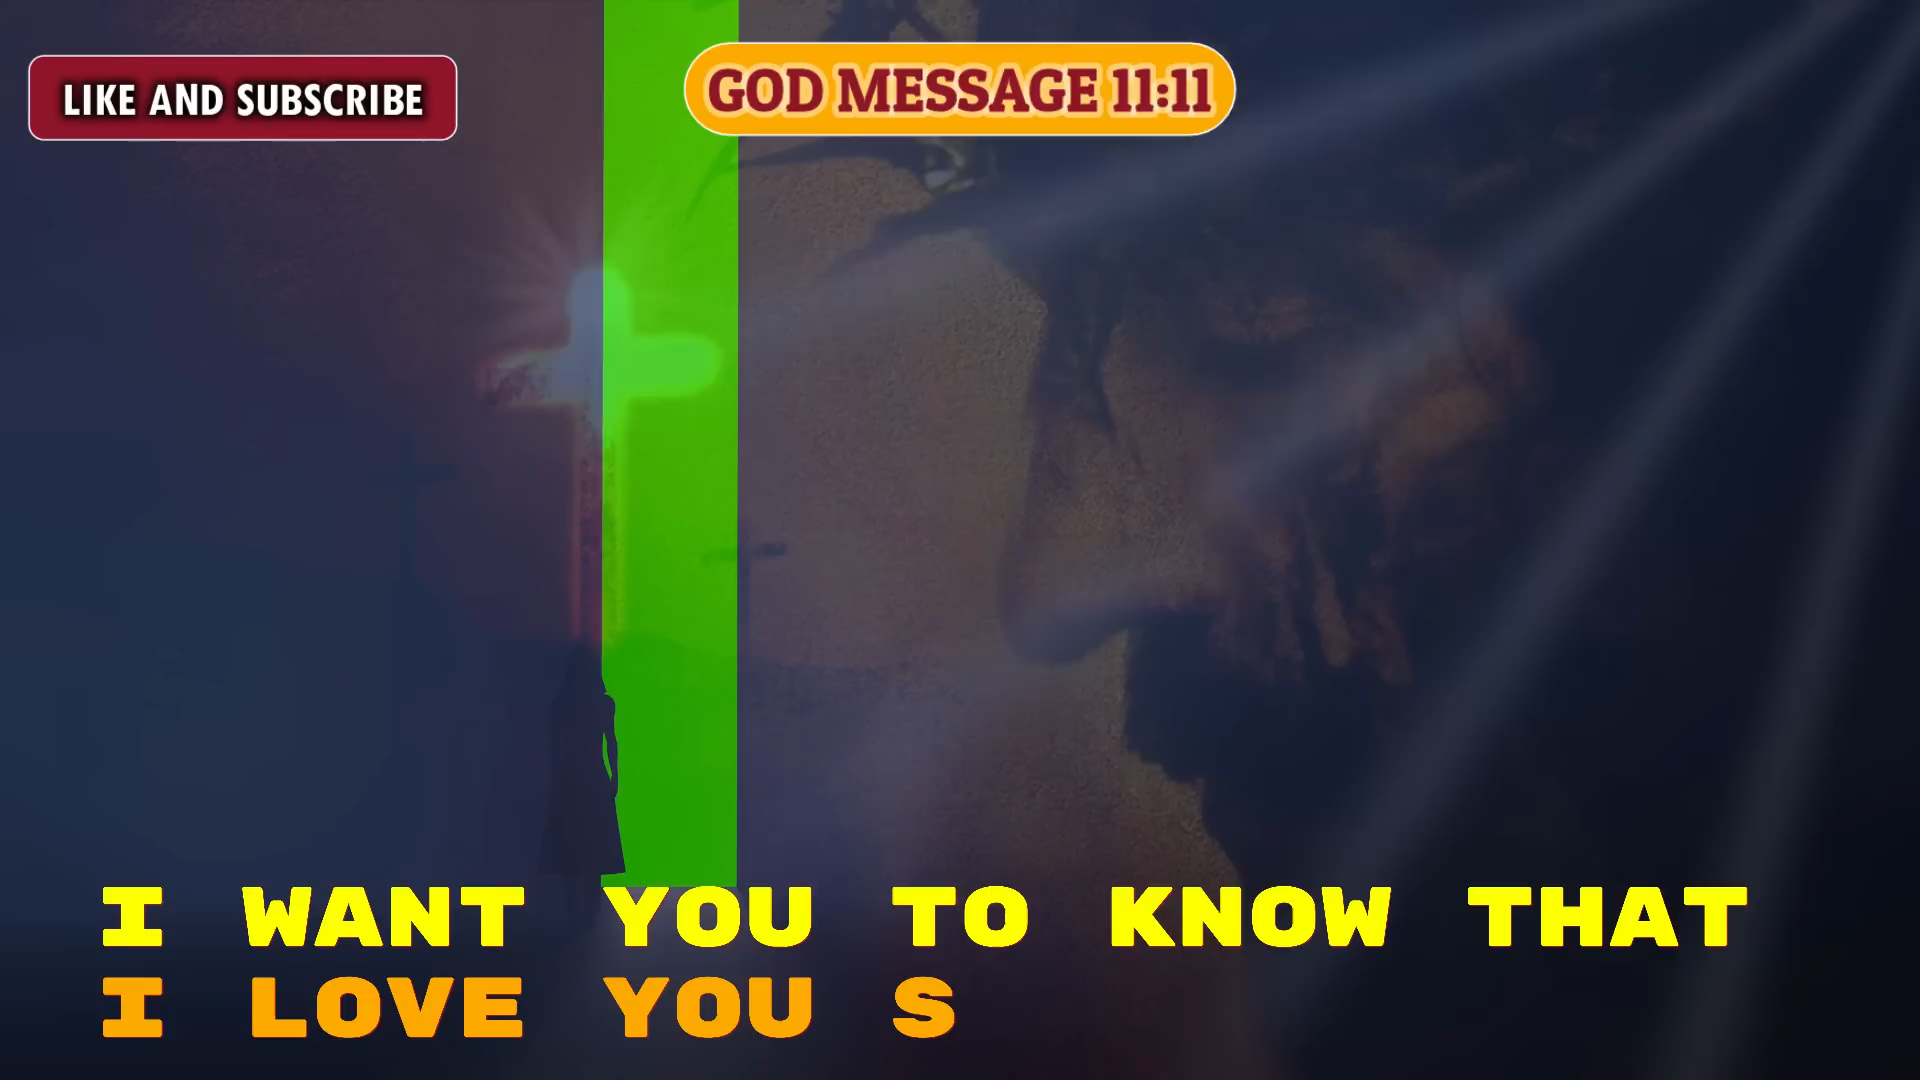 LIKE AND SUBSCRIBE
GOD MESSAGE 11:11
I WANT YOU TO KNOW THAT
I LOVE YOU S